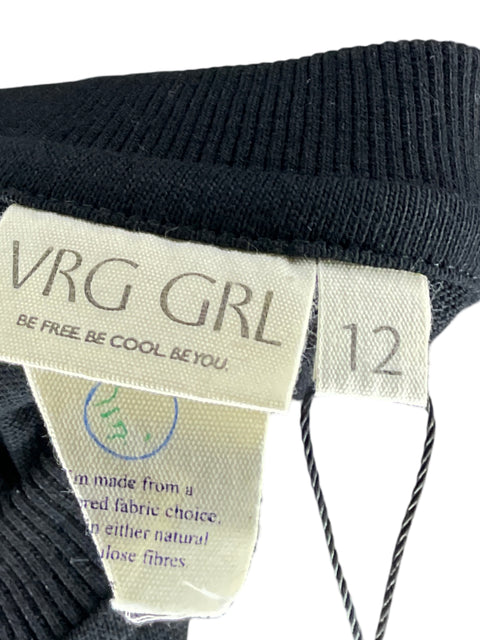 VRG GRL
BE FREE. BE COOL. BE YOU.
12
I'm made from a
fabric choice,
either natural
fibres